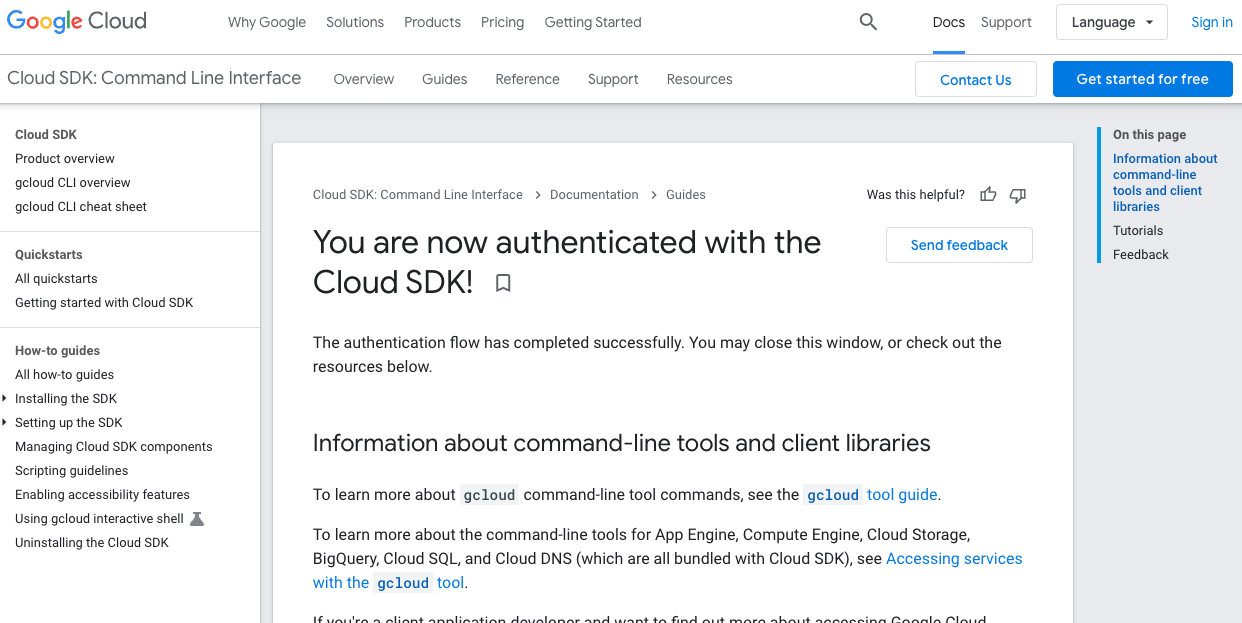 Google Cloud
Why Google Solutions Products Pricing Getting Started
Docs Support Language Sign in
Cloud SDK: Command Line Interface
Overview Guides Reference Support Resources
Contact Us Get started for free
Cloud SDK
Product overview
gcloud CLI overview
gcloud CLI cheat sheet
Quickstarts
All quickstarts
Getting started with Cloud SDK
How-to guides
All how-to guides
Installing the SDK
Setting up the SDK
Managing Cloud SDK components
Scripting guidelines
Enabling accessibility features
Using gcloud interactive shell
Uninstalling the Cloud SDK
Cloud SDK: Command Line Interface Documentation Guides
Was this helpful?
You are now authenticated with the
Cloud SDK!
Send feedback
The authentication flow has completed successfully. You may close this window, or check out the
resources below.
Information about command-line tools and client libraries
To learn more about gcloud command-line tool commands, see the gcloud tool guide.
To learn more about the command-line tools for App Engine, Compute Engine, Cloud Storage,
BigQuery, Cloud SQL, and Cloud DNS (which are all bundled with Cloud SDK), see Accessing services
with the gcloud tool.
If you're a client application developer and want to find out more about accessing Google Cloud
On this page
Information about
command-line
tools and client
libraries
Tutorials
Feedback